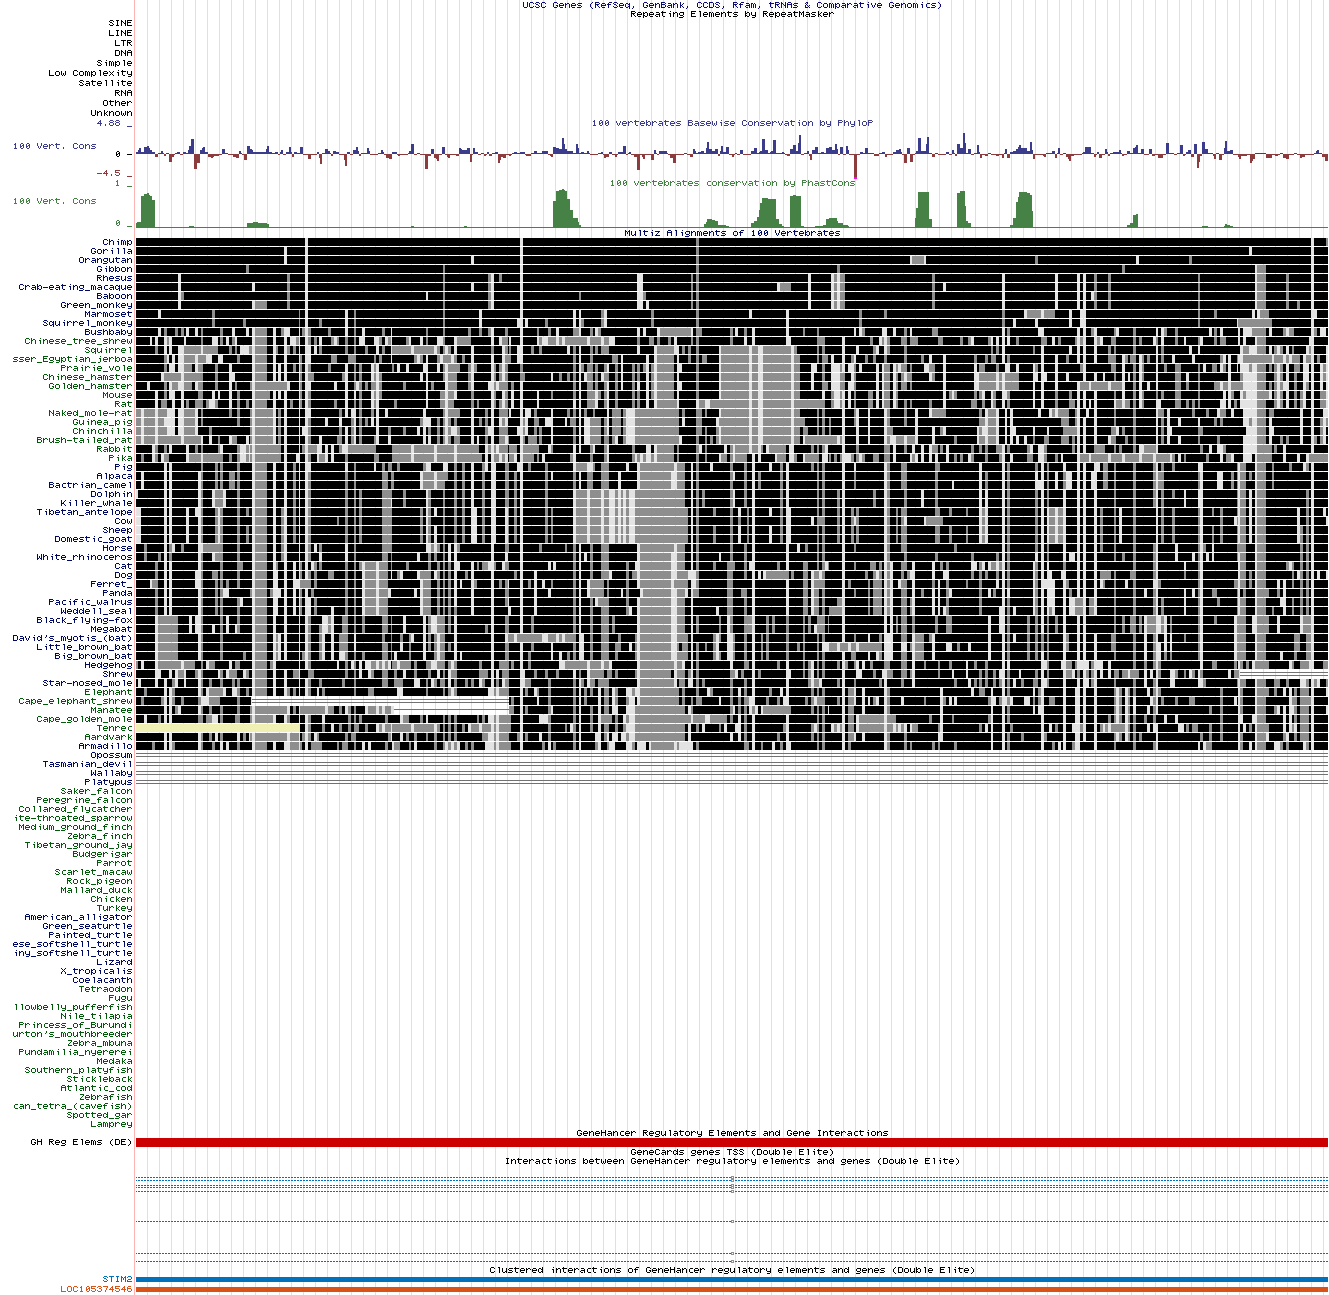 UCSC Genes (RefSeq, GenBank, CCDS, Rfam, tRNAs & Comparative Genomics)
Repeating Elements by RepeatMasker
SINE
LINE
LTR
DNA
Simple
Low Complexity
Satellite
RNA
Other
Unknown
4.88 _
100 vertebrates Basewise Conservation by PhyloP
100 Vert. Cons
0 _
-4.5 _
1 _
100 vertebrates conservation by PhastCons
100 Vert. Cons
0 _
Multiz Alignments of 100 Vertebrates
Chimp
Gorilla
Orangutan
Gibbon
Rhesus
Crab-eating_macaque
Baboon
Green_monkey
Marmoset
Squirrel_monkey
Bushbaby
Chinese_tree_shrew
Squirrel
sser_Egyptian_jerboa
Prairie_vole
Chinese_hamster
Golden_hamster
Mouse
Rat
Naked_mole-rat
Guinea_pig
Chinchilla
Brush-tailed_rat
Rabbit
Pika
Pig
Alpaca
Bactrian_camel
Dolphin
Killer_whale
Tibetan_antelope
Cow
Sheep
Domestic_goat
Horse
White_rhinoceros
Cat
Dog
Ferret_
Panda
Pacific_walrus
Weddell_seal
Black_flying-fox
Megabat
David's_myotis_(bat)
Little_brown_bat
Big_brown_bat
Hedgehog
Shrew
Star-nosed_mole
Elephant
Cape_elephant_shrew
Manatee
Cape_golden_mole
Tenrec
Aardvark
Armadillo
Opossum
Tasmanian_devil
Wallaby
Platypus
Saker_falcon
Peregrine_falcon
Collared_flycatcher
ite-throated_sparrow
Medium_ground_finch
Zebra_finch
Tibetan_ground_jay
Budgerigar
Parrot
Scarlet_macaw
Rock_pigeon
Mallard_duck
Chicken
Turkey
American_alligator
Green_seaturtle
Painted_turtle
ese_softshell_turtle
iny_softshell_turtle
Lizard
X_tropicalis
Coelacanth
Tetraodon
Fugu
llowbelly_pufferfish
Nile_tilapia
Princess_of_Burundi
urton's_mouthbreeder
Zebra_mbuna
Pundamilia_nyererei
Medaka
Southern_platyfish
Stickleback
Atlantic_cod
Zebrafish
can_tetra_(cavefish)
Spotted_gar
Lamprey
GeneHancer Regulatory Elements and Gene Interactions
GH Reg Elems (DE)
GeneCards genes TSS (Double Elite)
Interactions between GeneHancer regulatory elements and genes (Double Elite)
Clustered interactions of GeneHancer regulatory elements and genes (Double Elite)
STIM2
LOC105374546